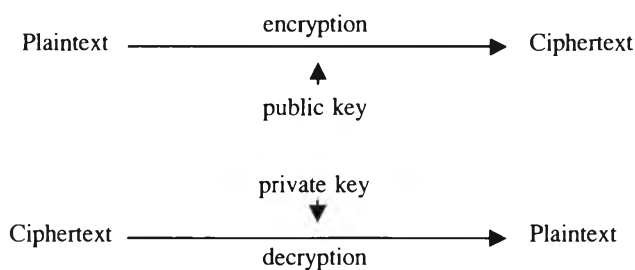 encryption
Plaintext Ciphertext
public key
private key
Ciphertext Plaintext
decryption